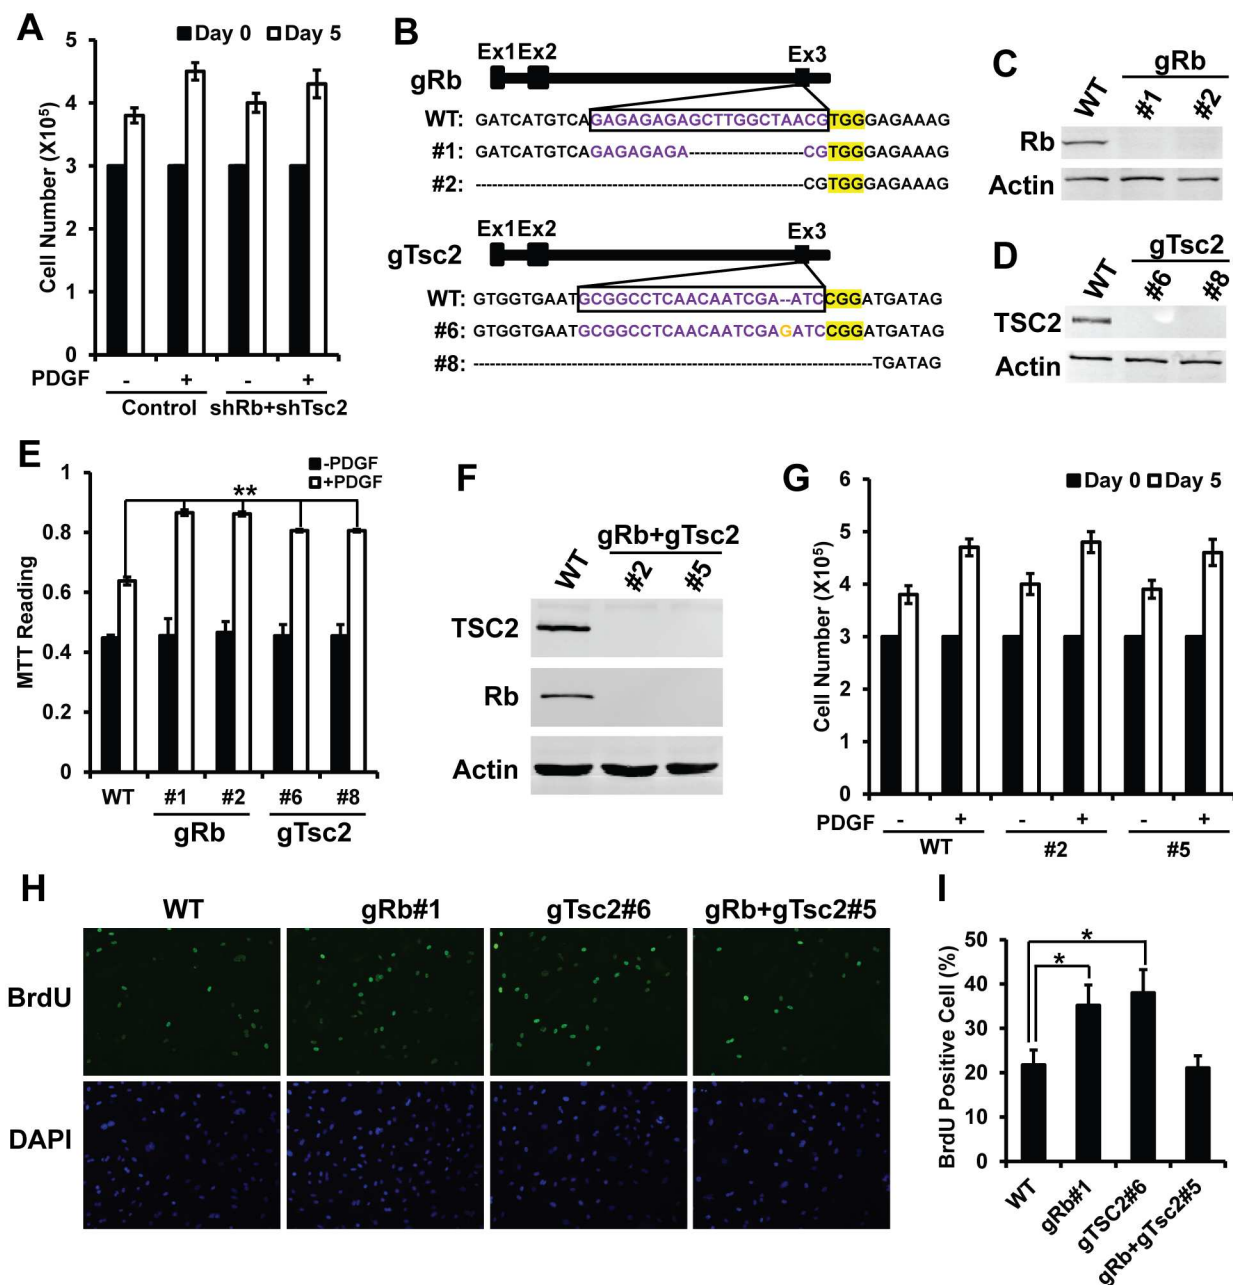 A
Day 0 Day 5
Cell Number (X10⁵)
5
4
3
2
1
0
PDGF - + - +
Control shRb+shTsc2
B
Ex1Ex2 Ex3
gRb
WT: GATCATGTCAGAGAGAGAGCTTGGCTAACGTGGGAGAAAG
#1: GATCATGTCAGAGAGAGA------------------CGTGGGAGAAAG
#2: ------------------------------------------------------CGTGGGAGAAAG
Ex1Ex2 Ex3
gTsc2
WT: GTGGTGAATGCGGCCTCAACAATCGA--ATCCGGATGATAG
#6: GTGGTGAATGCGGCCTCAACAATCGAGATCCGGATGATAG
#8: ------------------------------------------------------------------TGATAG
C
gRb
WT #1 #2
Rb
Actin
D
gTsc2
WT #6 #8
TSC2
Actin
E
-PDGF
+PDGF
**
MTT Reading
1
0.8
0.6
0.4
0.2
0
WT #1 #2 #6 #8
gRb gTsc2
F
gRb+gTsc2
WT #2 #5
TSC2
Rb
Actin
G
Day 0 Day 5
Cell Number (X10⁵)
6
5
4
3
2
1
0
PDGF - + - + - +
WT #2 #5
H
WT gRb#1 gTsc2#6 gRb+gTsc2#5
BrdU
DAPI
I
BrdU Positive Cell (%)
50
40
30
20
10
0
*
*
WT gRb#1 gTSC2#6 gRb+gTsc2#5